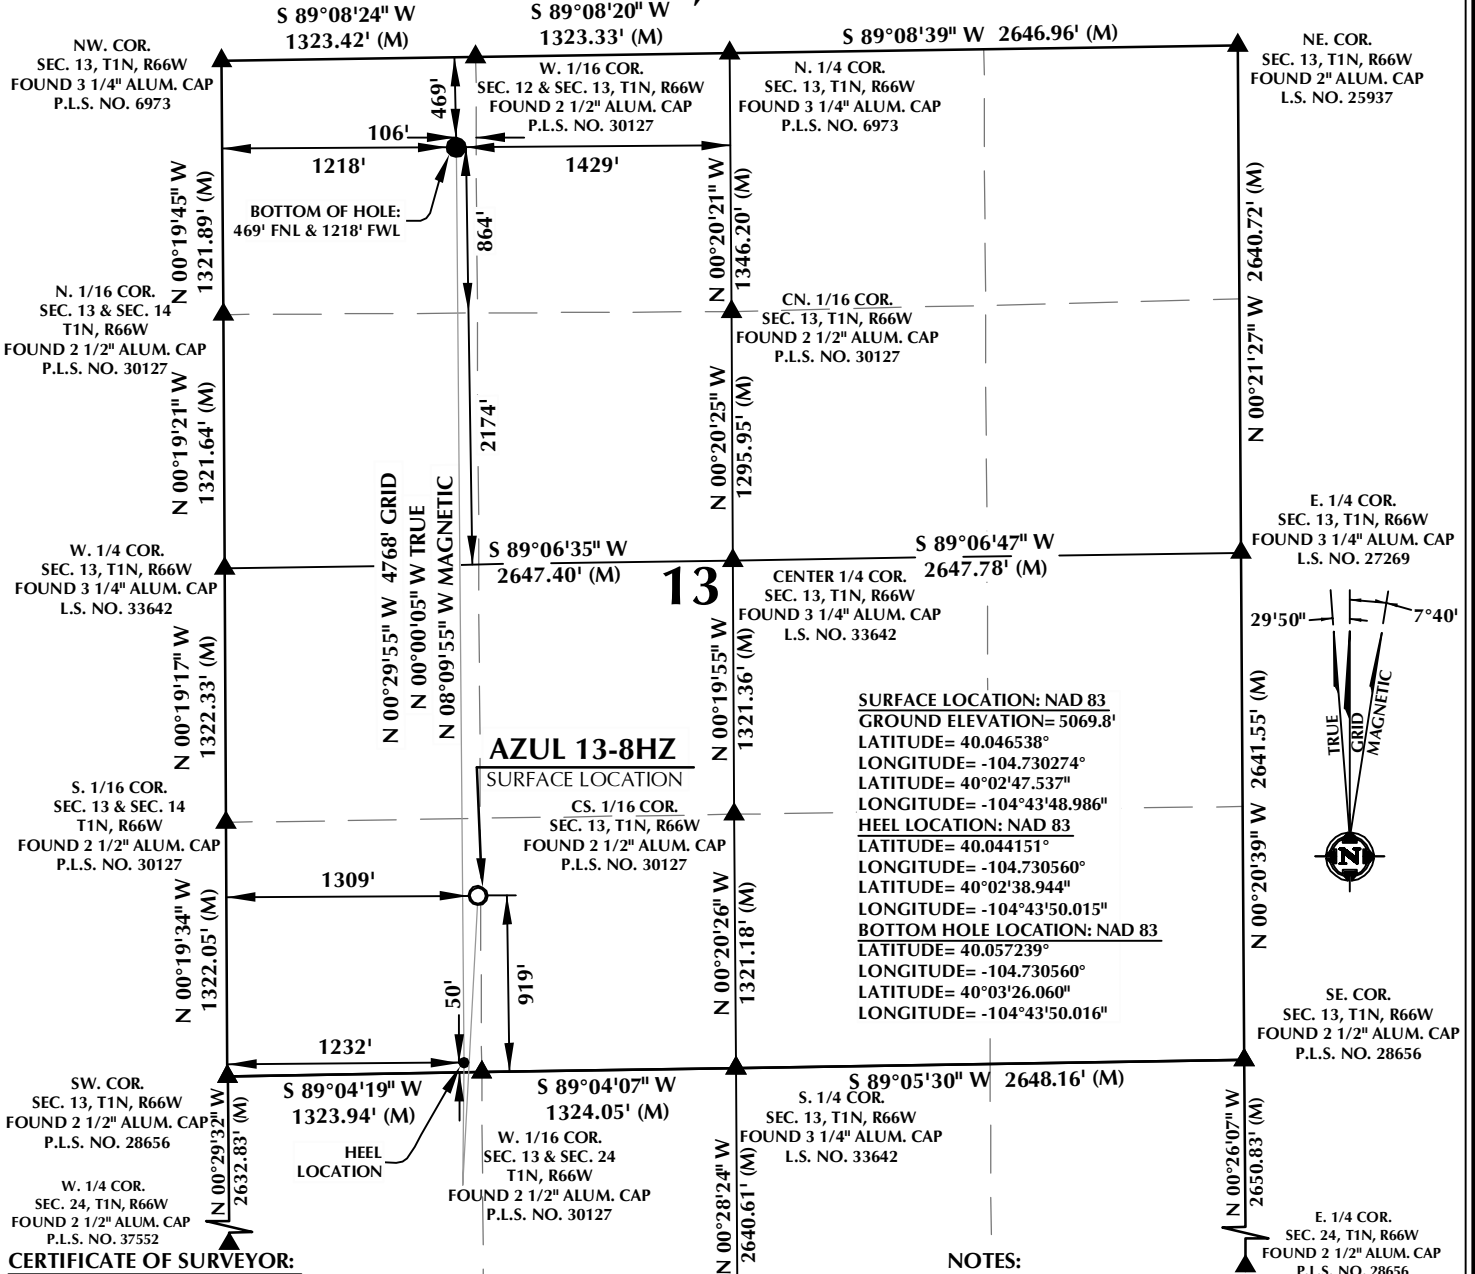 S 89°08'24" W
1323.42' (M)
S 89°08'20" W
1323.33' (M)
S 89°08'39" W 2646.96' (M)
NW. COR.
SEC. 13, T1N, R66W
FOUND 3 1/4" ALUM. CAP
P.L.S. NO. 6973
W. 1/16 COR.
SEC. 12 & SEC. 13, T1N, R66W
FOUND 2 1/2" ALUM. CAP
P.L.S. NO. 30127
N. 1/4 COR.
SEC. 13, T1N, R66W
FOUND 3 1/4" ALUM. CAP
P.L.S. NO. 6973
NE. COR.
SEC. 13, T1N, R66W
FOUND 2" ALUM. CAP
L.S. NO. 25937
469'
106'
1218'
1429'
BOTTOM OF HOLE:
469' FNL & 1218' FWL
864'
N 00°19'45" W
1321.89' (M)
N 00°20'21" W
1346.20' (M)
N 00°21'27" W 2640.72' (M)
N. 1/16 COR.
SEC. 13 & SEC. 14
T1N, R66W
FOUND 2 1/2" ALUM. CAP
P.L.S. NO. 30127
CN. 1/16 COR.
SEC. 13, T1N, R66W
FOUND 2 1/2" ALUM. CAP
P.L.S. NO. 30127
N 00°19'21" W
1321.64' (M)
2174'
N 00°20'25" W
1295.95' (M)
N 00°29'55" W 4768' GRID
N 00°00'05" W TRUE
N 08°09'55" W MAGNETIC
W. 1/4 COR.
SEC. 13, T1N, R66W
FOUND 3 1/4" ALUM. CAP
L.S. NO. 33642
S 89°06'35" W
2647.40' (M)
13
S 89°06'47" W
2647.78' (M)
CENTER 1/4 COR.
SEC. 13, T1N, R66W
FOUND 3 1/4" ALUM. CAP
L.S. NO. 33642
E. 1/4 COR.
SEC. 13, T1N, R66W
FOUND 3 1/4" ALUM. CAP
L.S. NO. 27269
29'50"
7°40'
TRUE
GRID
MAGNETIC
N
N 00°19'17" W
1322.33' (M)
N 00°19'55" W
1321.36' (M)
N 00°20'39" W 2641.55' (M)
SURFACE LOCATION: NAD 83
GROUND ELEVATION= 5069.8'
LATITUDE= 40.046538°
LONGITUDE= -104.730274°
LATITUDE= 40°02'47.537"
LONGITUDE= -104°43'48.986"
HEEL LOCATION: NAD 83
LATITUDE= 40.044151°
LONGITUDE= -104.730560°
LATITUDE= 40°02'38.944"
LONGITUDE= -104°43'50.015"
BOTTOM HOLE LOCATION: NAD 83
LATITUDE= 40.057239°
LONGITUDE= -104.730560°
LATITUDE= 40°03'26.060"
LONGITUDE= -104°43'50.016"
AZUL 13-8HZ
SURFACE LOCATION
S. 1/16 COR.
SEC. 13 & SEC. 14
T1N, R66W
FOUND 2 1/2" ALUM. CAP
P.L.S. NO. 30127
CS. 1/16 COR.
SEC. 13, T1N, R66W
FOUND 2 1/2" ALUM. CAP
P.L.S. NO. 30127
1309'
919'
50'
1232'
N 00°19'34" W
1322.05' (M)
N 00°20'26" W
1321.18' (M)
SW. COR.
SEC. 13, T1N, R66W
FOUND 2 1/2" ALUM. CAP
P.L.S. NO. 28656
S 89°04'19" W
1323.94' (M)
S 89°04'07" W
1324.05' (M)
S 89°05'30" W 2648.16' (M)
SE. COR.
SEC. 13, T1N, R66W
FOUND 2 1/2" ALUM. CAP
P.L.S. NO. 28656
HEEL
LOCATION
W. 1/16 COR.
SEC. 13 & SEC. 24
T1N, R66W
FOUND 2 1/2" ALUM. CAP
P.L.S. NO. 30127
S. 1/4 COR.
SEC. 13, T1N, R66W
FOUND 3 1/4" ALUM. CAP
L.S. NO. 33642
N 00°29'32" W
2632.83' (M)
N 00°28'24" W
2640.61' (M)
N 00°26'07" W
2650.83' (M)
W. 1/4 COR.
SEC. 24, T1N, R66W
FOUND 2 1/2" ALUM. CAP
P.L.S. NO. 37552
E. 1/4 COR.
SEC. 24, T1N, R66W
FOUND 2 1/2" ALUM. CAP
P.L.S. NO. 28656
CERTIFICATE OF SURVEYOR:
NOTES: